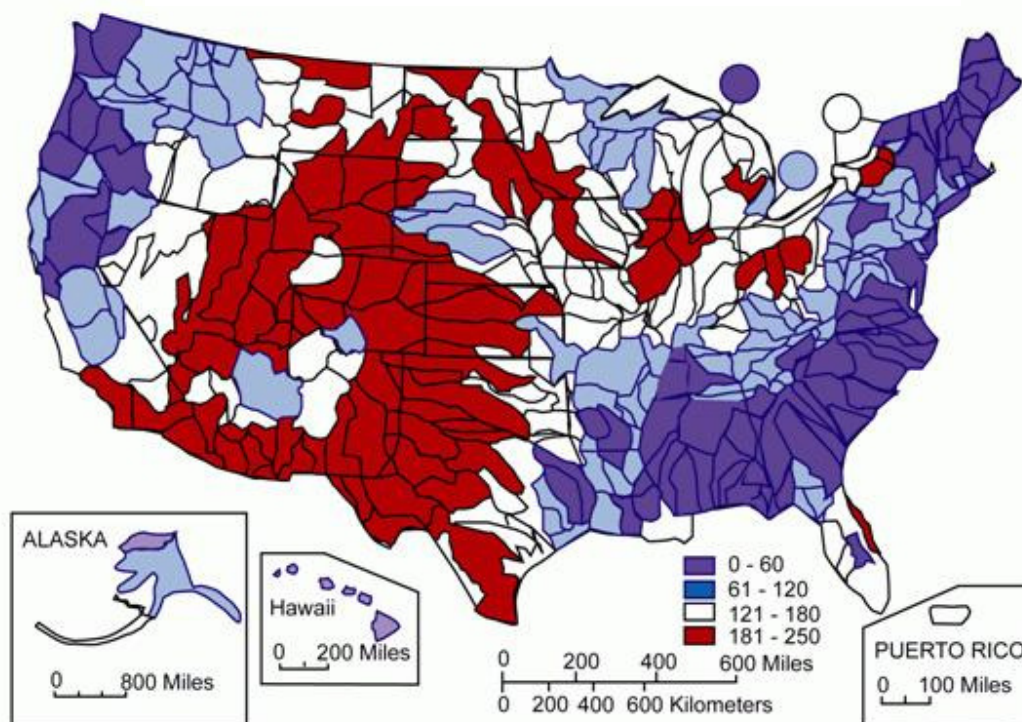 ALASKA
0 800 Miles
Hawaii
0 200 Miles
0 - 60
61 - 120
121 - 180
181 - 250
0 200 400 600 Miles
0 200 400 600 Kilometers
PUERTO RICO
0 100 Miles